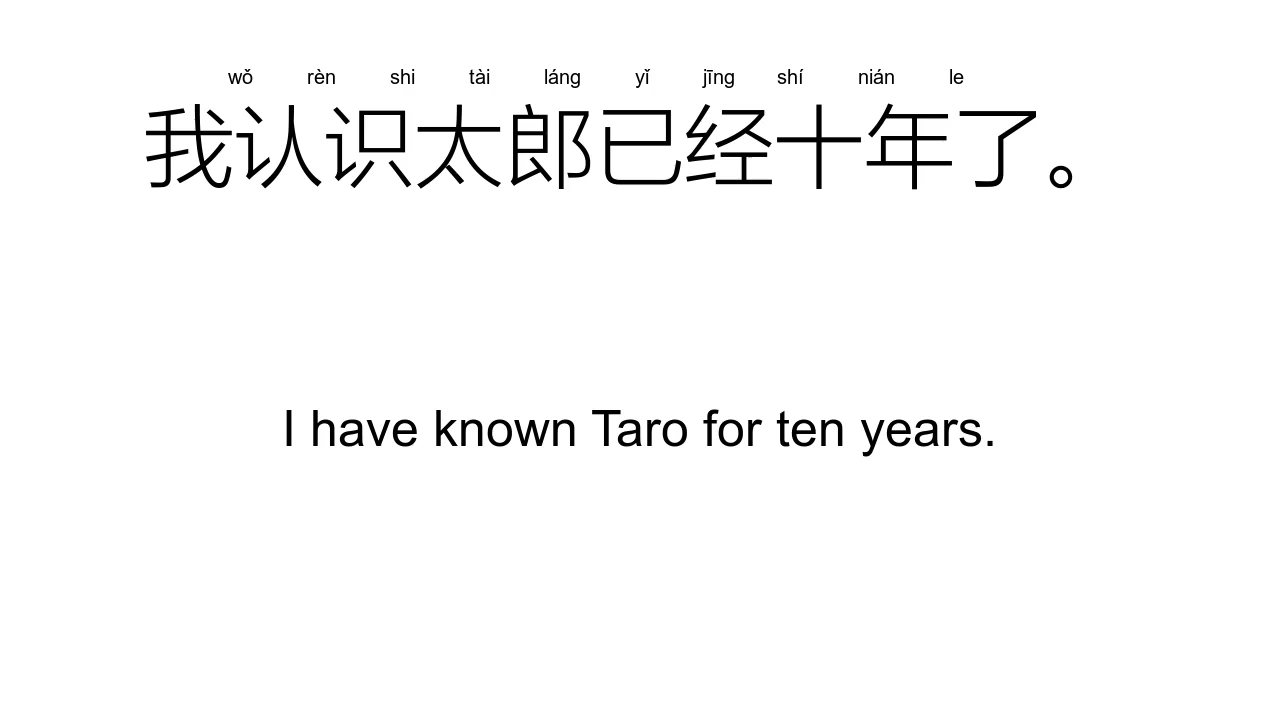 wǒ rèn shi tài láng yǐ jīng shí nián le
我认识太郎已经十年了。
I have known Taro for ten years.